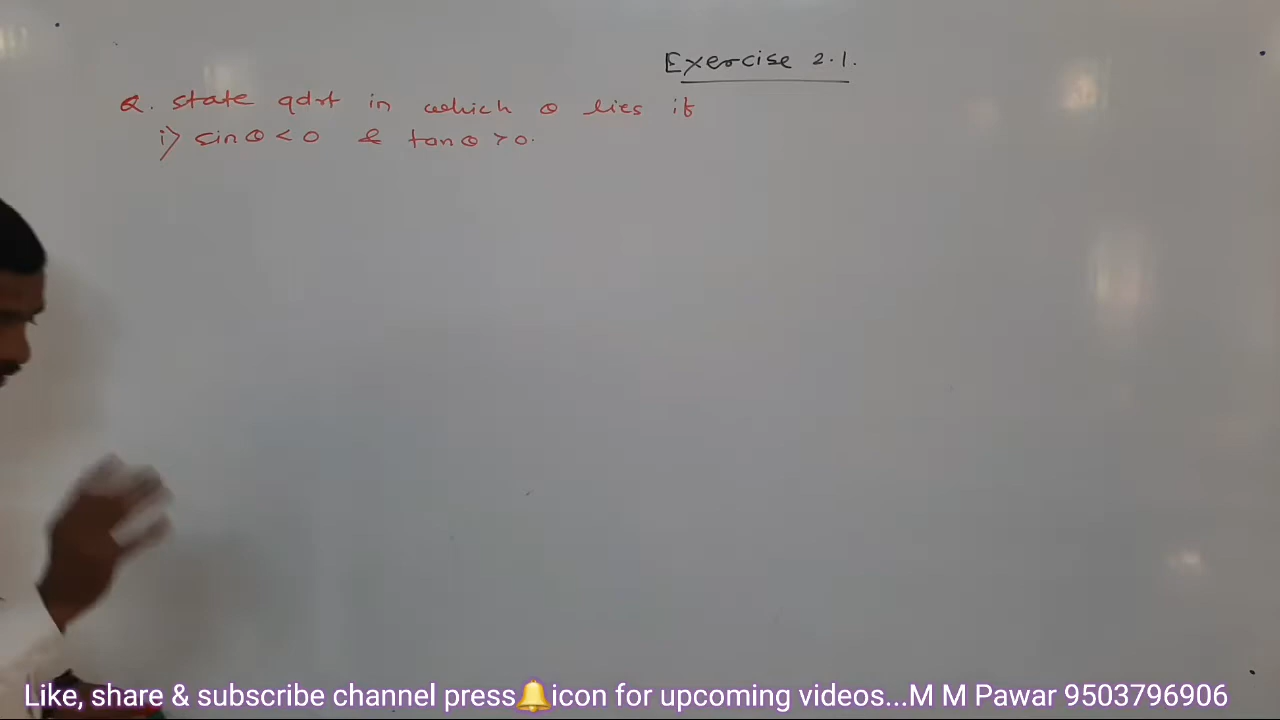 Exercise 2.1.
Q. state qdrt in which θ lies if
i) sin θ < 0 & tan θ > 0.
Like, share & subscribe channel press🔔icon for upcoming videos...M M Pawar 9503796906